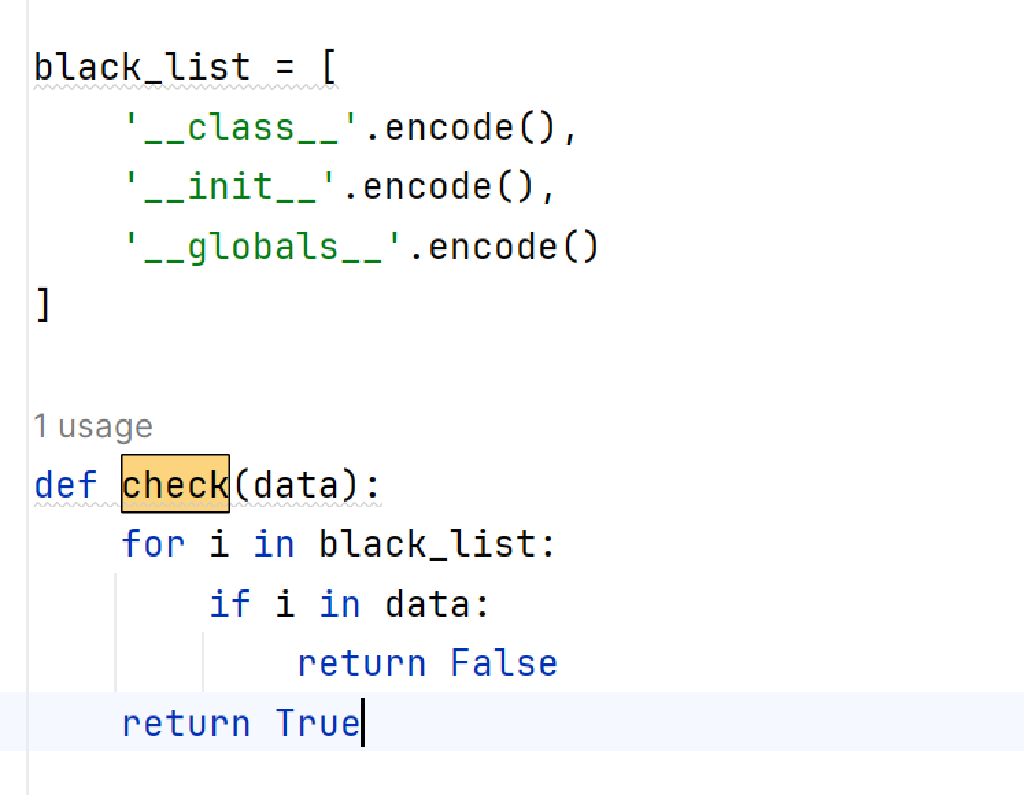 black_list = [
    '__class__'.encode(),
    '__init__'.encode(),
    '__globals__'.encode()
]
1 usage
def check(data):
    for i in black_list:
        if i in data:
            return False
    return True